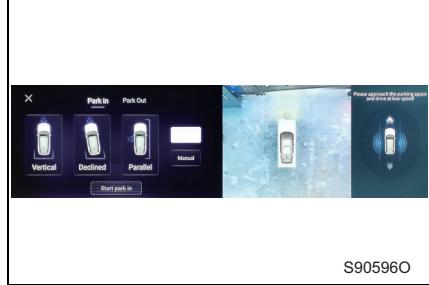 Park In
Park Out
Please approach the parking space
and drive at low speed
Vertical
Declined
Parallel
Manual
Start park in
S90596O